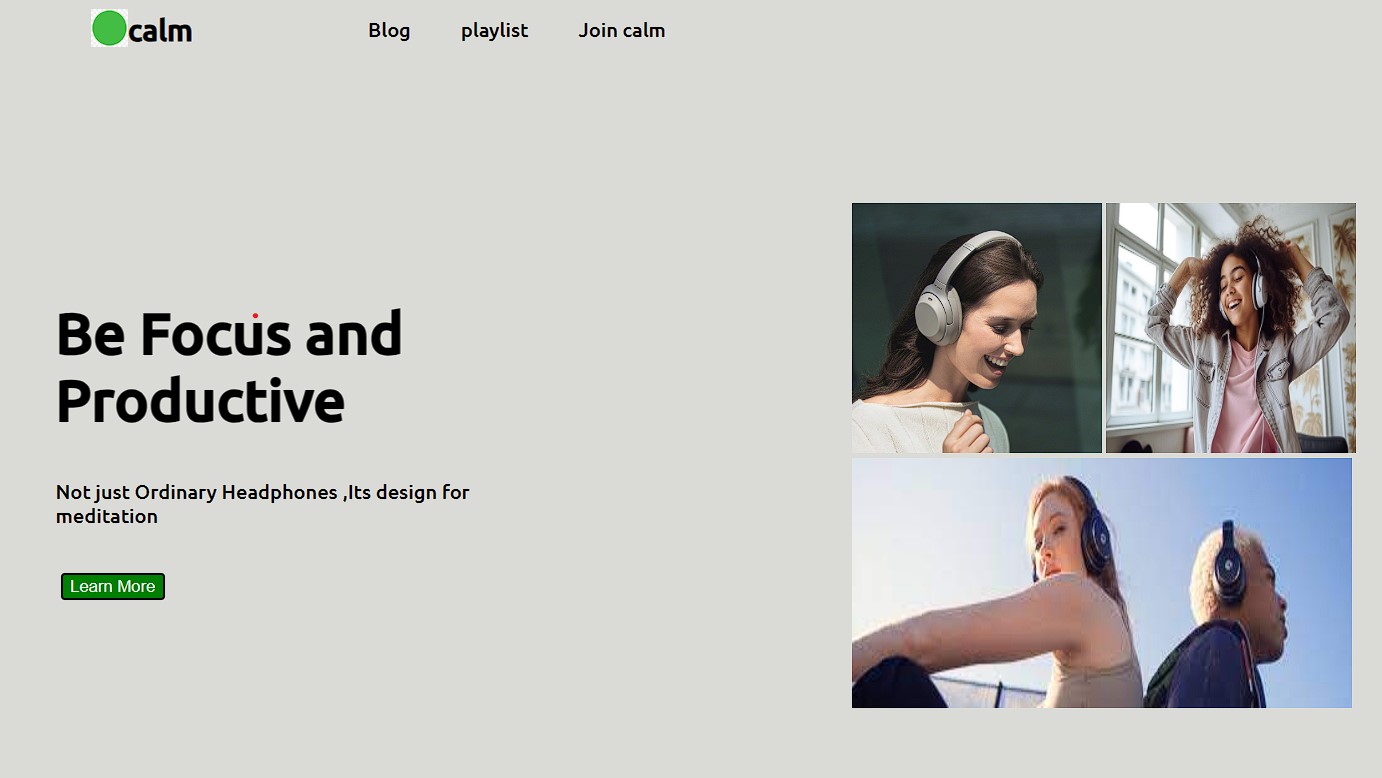 calm
Blog
playlist
Join calm
Be Focus and
Productive
Not just Ordinary Headphones ,Its design for
meditation
Learn More